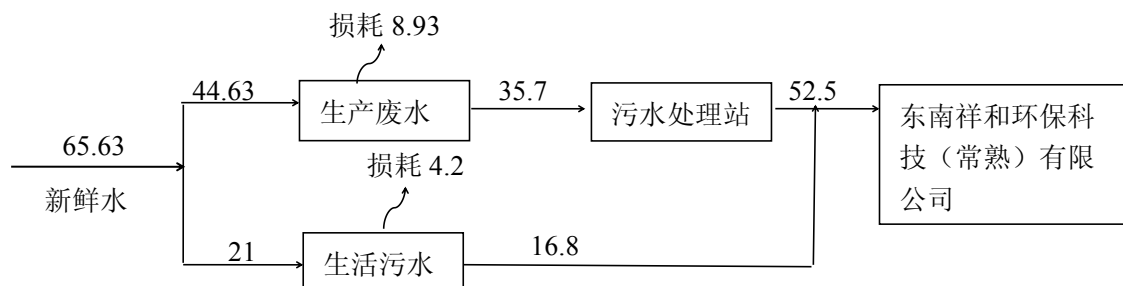 损耗 8.93
44.63
生产废水
35.7
污水处理站
52.5
东南祥和环保科
技（常熟）有限
公司
65.63
新鲜水
损耗 4.2
21
生活污水
16.8